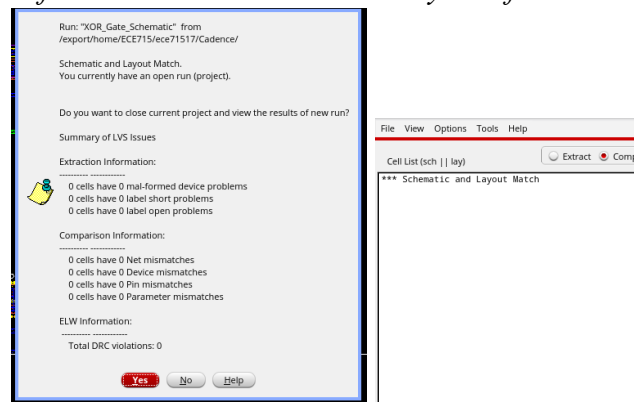 Run: "XOR_Gate_Schematic" from
/export/home/ECE715/ece71517/Cadence/
Schematic and Layout Match.
You currently have an open run (project).
Do you want to close current project and view the results of new run?
Summary of LVS Issues
Extraction Information:
---------- ------------
0 cells have 0 mal-formed device problems
0 cells have 0 label short problems
0 cells have 0 label open problems
Comparison Information:
---------- ------------
0 cells have 0 Net mismatches
0 cells have 0 Device mismatches
0 cells have 0 Pin mismatches
0 cells have 0 Parameter mismatches
ELW Information:
---------- ------------
Total DRC violations: 0
Yes No Help
File View Options Tools Help
Cell List (sch || lay) Extract
*** Schematic and Layout Match